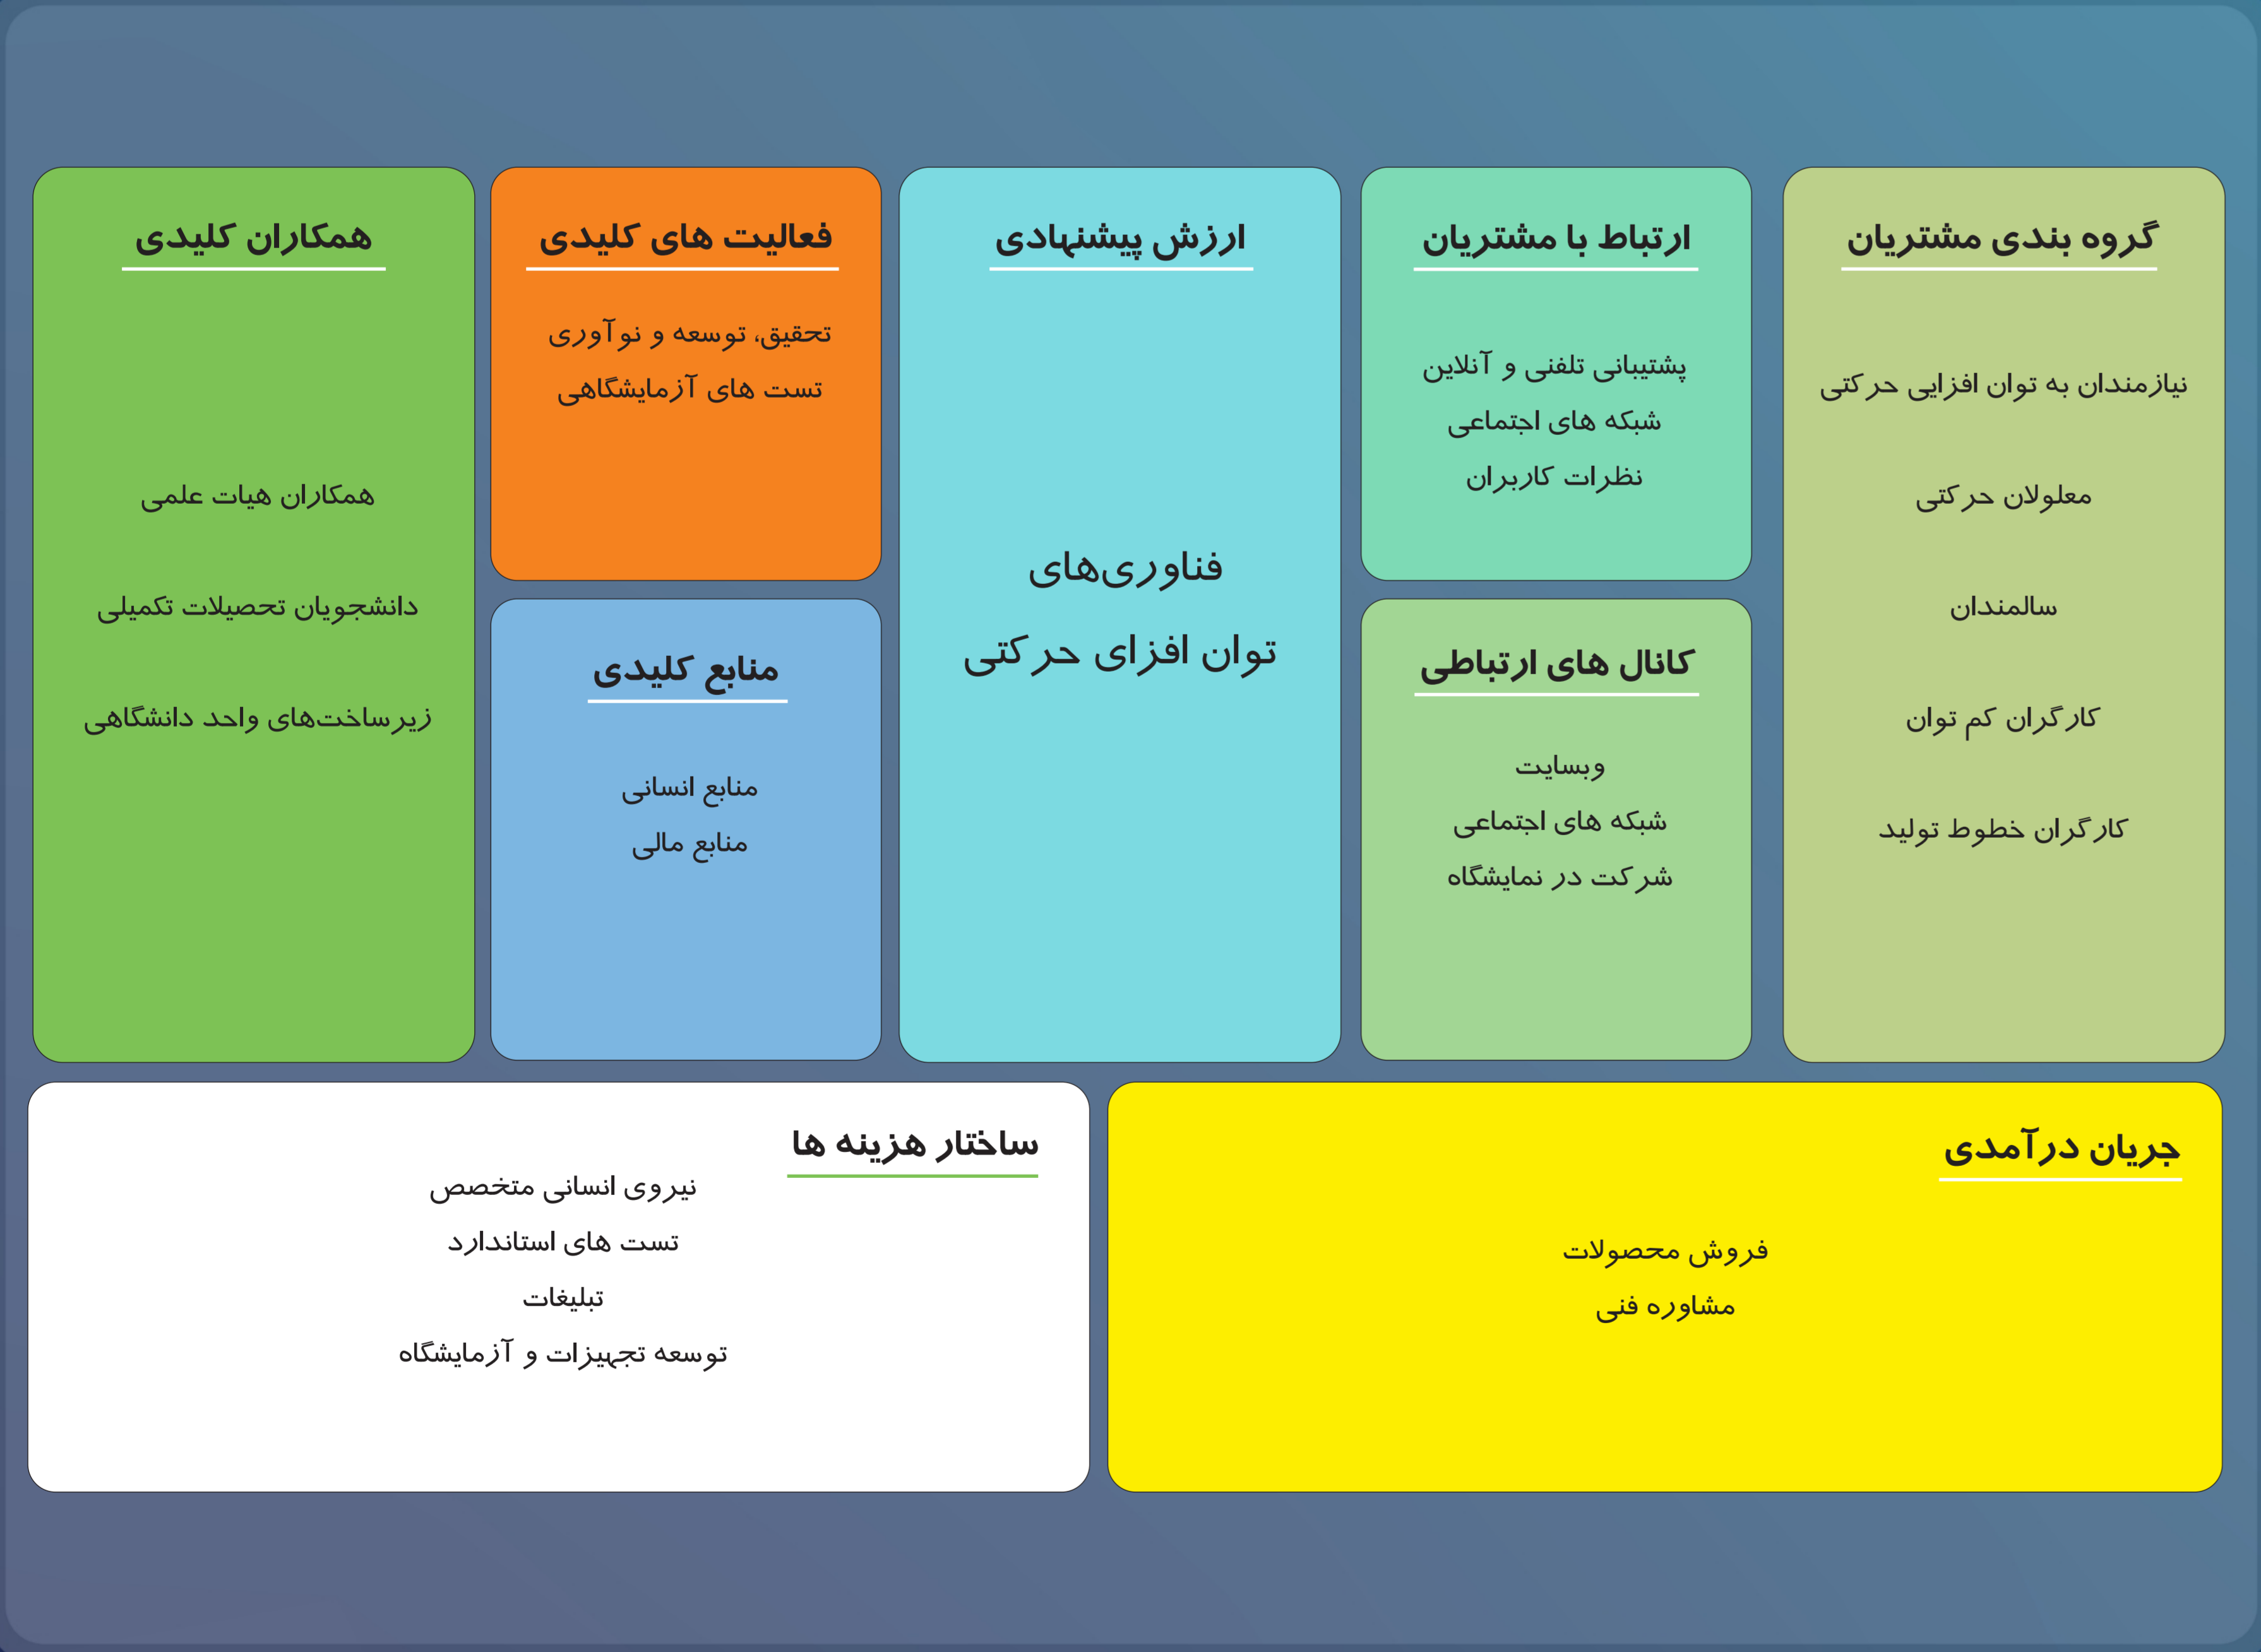 گروه بندی مشتریان
نیازمندان به توان افزایی حرکتی
معلولان حرکتی
سالمندان
کارگران کم توان
کارگران خطوط تولید
ارتباط با مشتریان
پشتیبانی تلفنی و آنلاین
شبکه های اجتماعی
نظرات کاربران
کانال های ارتباطی
وبسایت
شبکه های اجتماعی
شرکت در نمایشگاه
ارزش پیشنهادی
فناوری‌های
توان افزای حرکتی
فعالیت های کلیدی
تحقیق، توسعه و نوآوری
تست های آزمایشگاهی
منابع کلیدی
منابع انسانی
منابع مالی
همکاران کلیدی
همکاران هیات علمی
دانشجویان تحصیلات تکمیلی
زیرساخت‌های واحد دانشگاهی
جریان درآمدی
فروش محصولات
مشاوره فنی
ساختار هزینه ها
نیروی انسانی متخصص
تست های استاندارد
تبلیغات
توسعه تجهیزات و آزمایشگاه